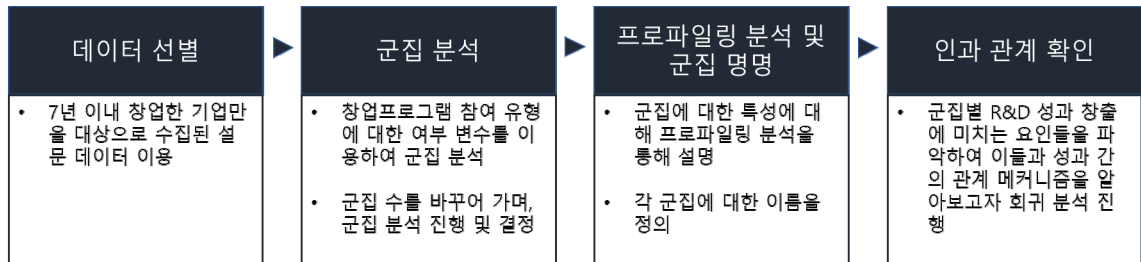 데이터 선별
• 7년 이내 창업한 기업만
을 대상으로 수집된 설
문 데이터 이용
군집 분석
• 창업프로그램 참여 유형
에 대한 여부 변수를 이
용하여 군집 분석
• 군집 수를 바꾸어 가며,
군집 분석 진행 및 결정
프로파일링 분석 및
군집 명명
• 군집에 대한 특성에 대
해 프로파일링 분석을
통해 설명
• 각 군집에 대한 이름을
정의
인과 관계 확인
• 군집별 R&D 성과 창출
에 미치는 요인들을 파
악하여 이들과 성과 간
의 관계 메커니즘을 알
아보고자 회귀 분석 진
행